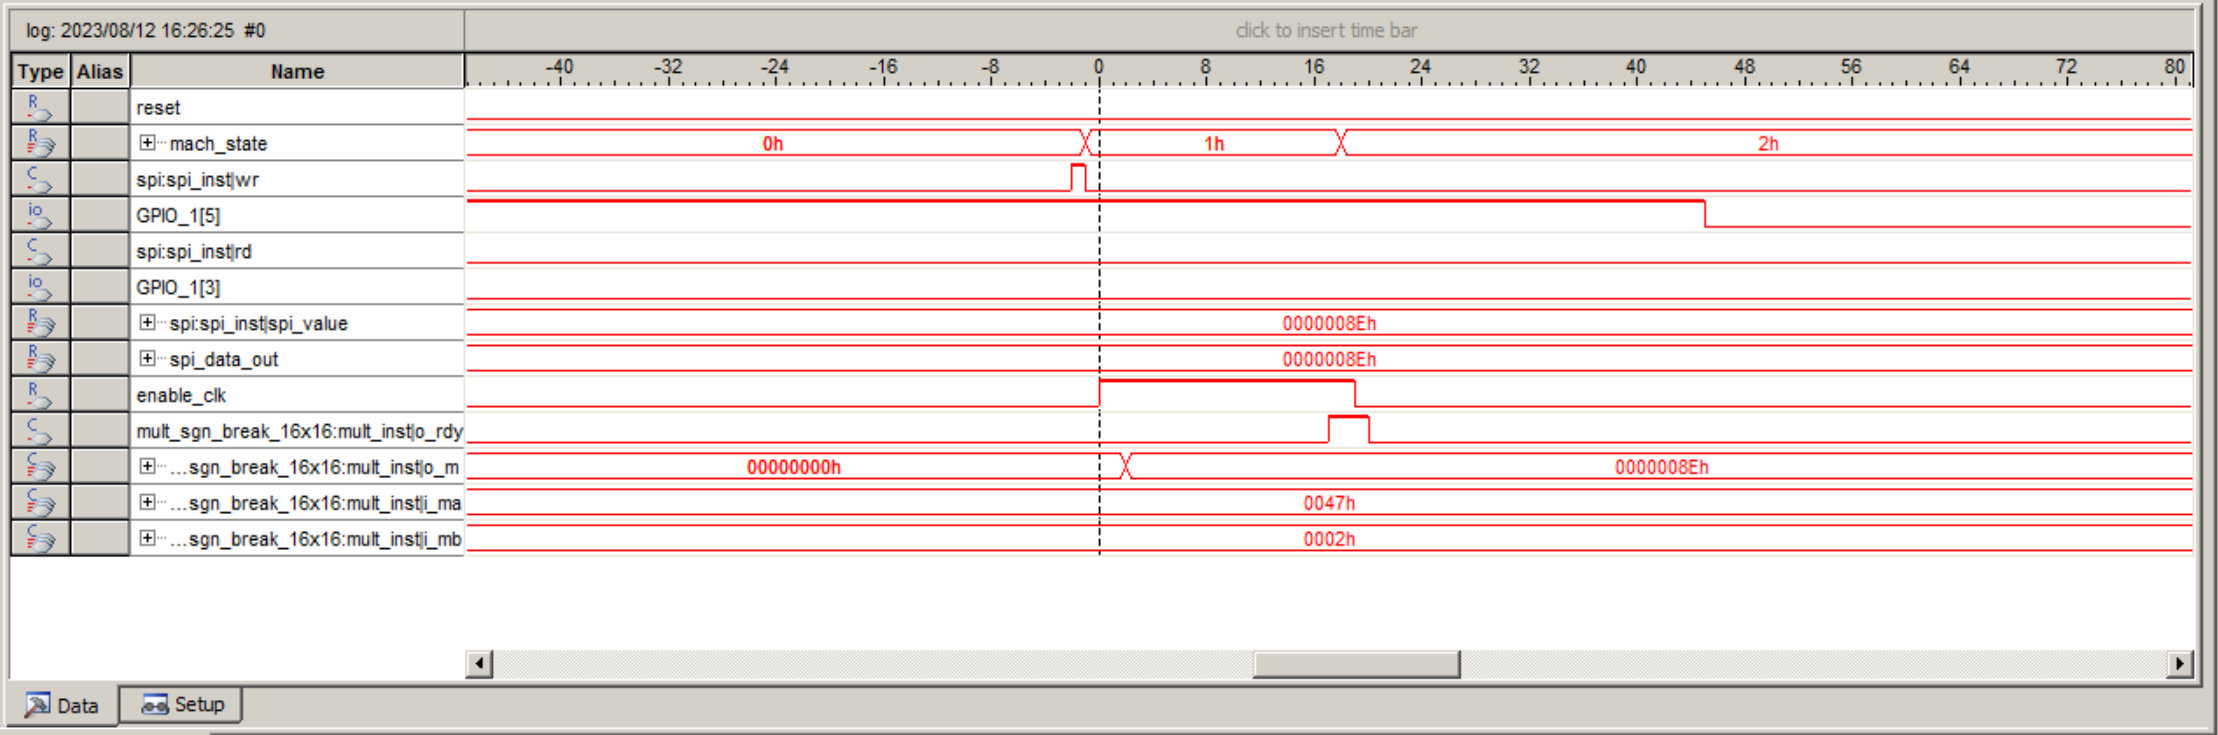 log: 2023/08/12 16:26:25 #0 click to insert time bar
Type Alias Name -40 -32 -24 -16 -8 0 8 16 24 32 40 48 56 64 72 80
R reset
R mach_state 0h 1h 2h
C spi:spi_inst|wr
io GPIO_1[5]
C spi:spi_inst|rd
io GPIO_1[3]
R spi:spi_inst|spi_value 0000008Eh
R spi_data_out 0000008Eh
R enable_clk
C mult_sgn_break_16x16:mult_inst|o_rdy
C ...sgn_break_16x16:mult_inst|o_m 00000000h 0000008Eh
C ...sgn_break_16x16:mult_inst|i_ma 0047h
C ...sgn_break_16x16:mult_inst|i_mb 0002h
Data Setup